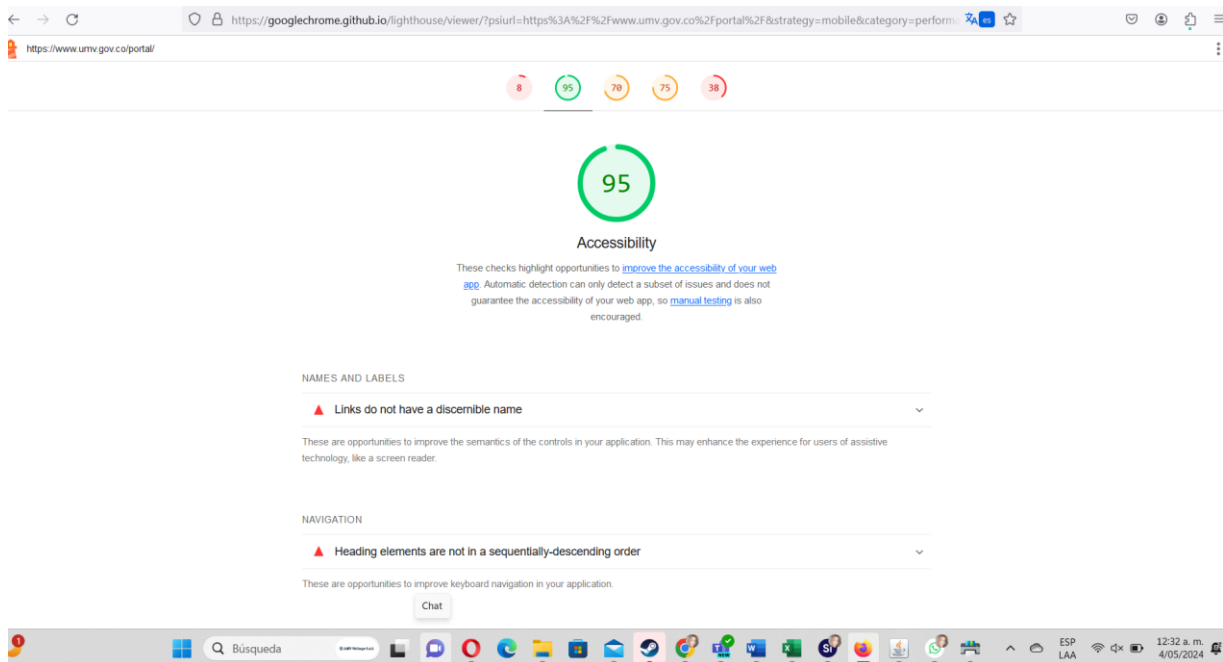 https://googlechrome.github.io/lighthouse/viewer/?psiurl=https%3A%2F%2Fwww.umv.gov.co%2Fportal%2F&strategy=mobile&category=perform
es
https://www.umv.gov.co/portal/
8 95 70 75 38
95
Accessibility
These checks highlight opportunities to improve the accessibility of your web
app. Automatic detection can only detect a subset of issues and does not
guarantee the accessibility of your web app, so manual testing is also
encouraged.
NAMES AND LABELS
Links do not have a discernible name
These are opportunities to improve the semantics of the controls in your application. This may enhance the experience for users of assistive
technology, like a screen reader.
NAVIGATION
Heading elements are not in a sequentially-descending order
These are opportunities to improve keyboard navigation in your application.
Chat
1
Búsqueda
NEW
ESP
LAA
12:32 a. m.
4/05/2024